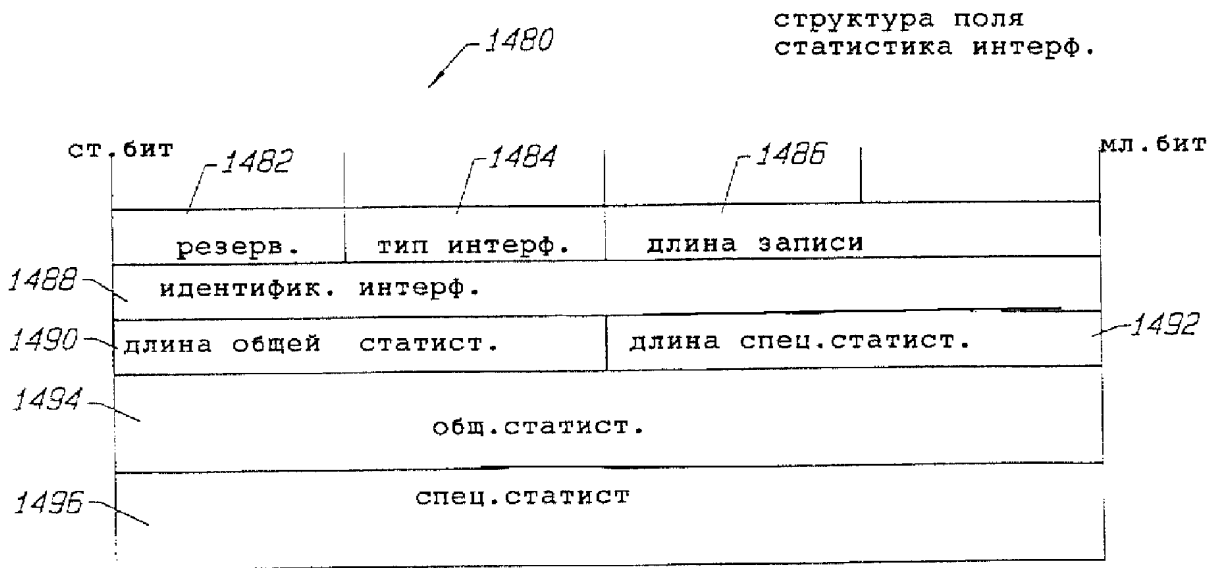 структура поля
статистика интерф.
1480
ст.бит
мл.бит
1482
1484
1486
резерв.
тип интерф.
длина записи
1488
идентифик. интерф.
1490
длина общей статист.
длина спец.статист.
1492
1494
общ.статист.
1496
спец.статист